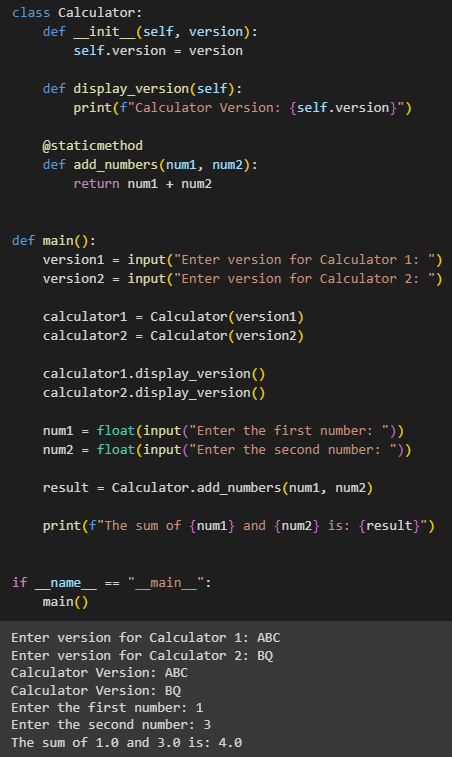 class Calculator:
    def __init__(self, version):
        self.version = version

    def display_version(self):
        print(f"Calculator Version: {self.version}")

    @staticmethod
    def add_numbers(num1, num2):
        return num1 + num2


def main():
    version1 = input("Enter version for Calculator 1: ")
    version2 = input("Enter version for Calculator 2: ")

    calculator1 = Calculator(version1)
    calculator2 = Calculator(version2)

    calculator1.display_version()
    calculator2.display_version()

    num1 = float(input("Enter the first number: "))
    num2 = float(input("Enter the second number: "))

    result = Calculator.add_numbers(num1, num2)

    print(f"The sum of {num1} and {num2} is: {result}")


if __name__ == "__main__":
    main()
Enter version for Calculator 1: ABC
Enter version for Calculator 2: BQ
Calculator Version: ABC
Calculator Version: BQ
Enter the first number: 1
Enter the second number: 3
The sum of 1.0 and 3.0 is: 4.0